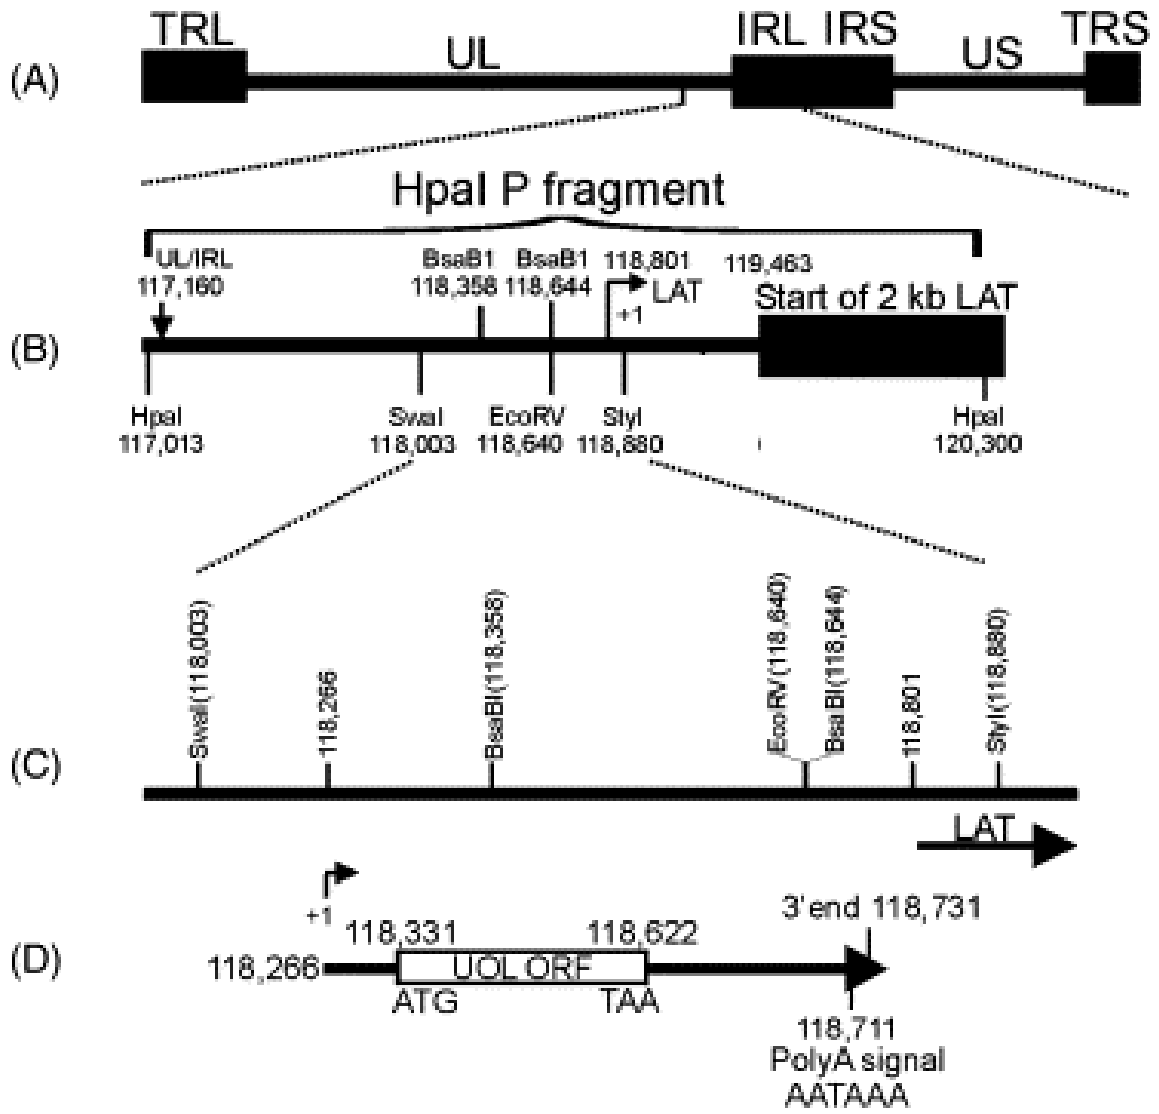 TRL IRL IRS TRS
(A) UL US
HpaI P fragment
UL/IRL BsaB1 BsaB1 118,801 119,463
117,160 118,358 118,644 LAT Start of 2 kb LAT
+1
(B)
HpaI SwaI EcoRV StyI HpaI
117,013 118,003 118,640 118,880 120,300
SwaI(118,003)
118,266
BsaBI(118,358)
EcoRV(118,640)
BsaBI(118,644)
118,801
StyI(118,880)
(C)
LAT
+1
3' end 118,731
118,331 118,622
(D) 118,266 UOL ORF
ATG TAA
118,711
PolyA signal
AATAAA